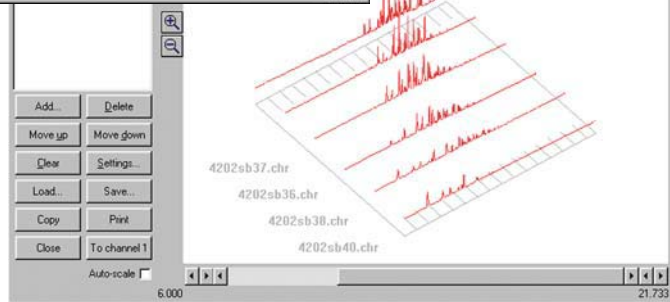 Add... Delete
Move up Move down
Clear Settings...
Load... Save...
Copy Print
Close To channel 1
Auto-scale
4202sb37.chr
4202sb36.chr
4202sb38.chr
4202sb40.chr
6.000 21.733